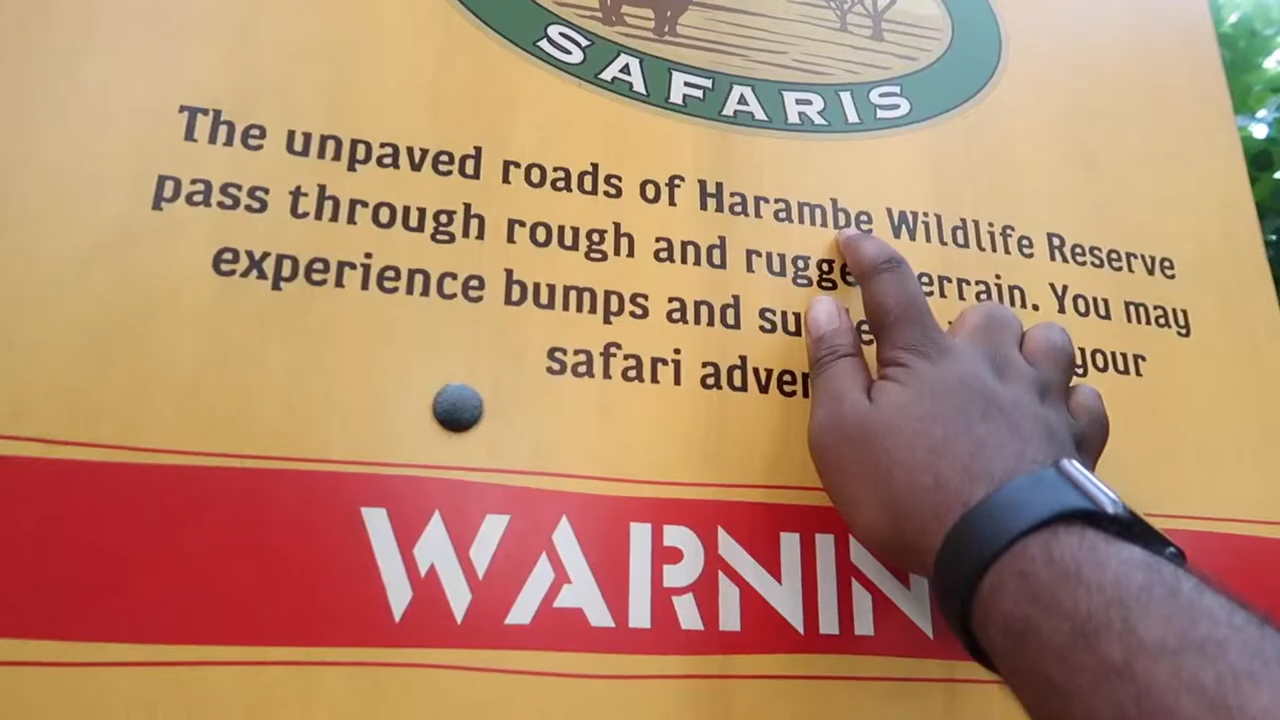 SAFARIS
The unpaved roads of Harambe Wildlife Reserve
pass through rough and rugge errain. You may
experience bumps and su your
safari adven
WARNIN